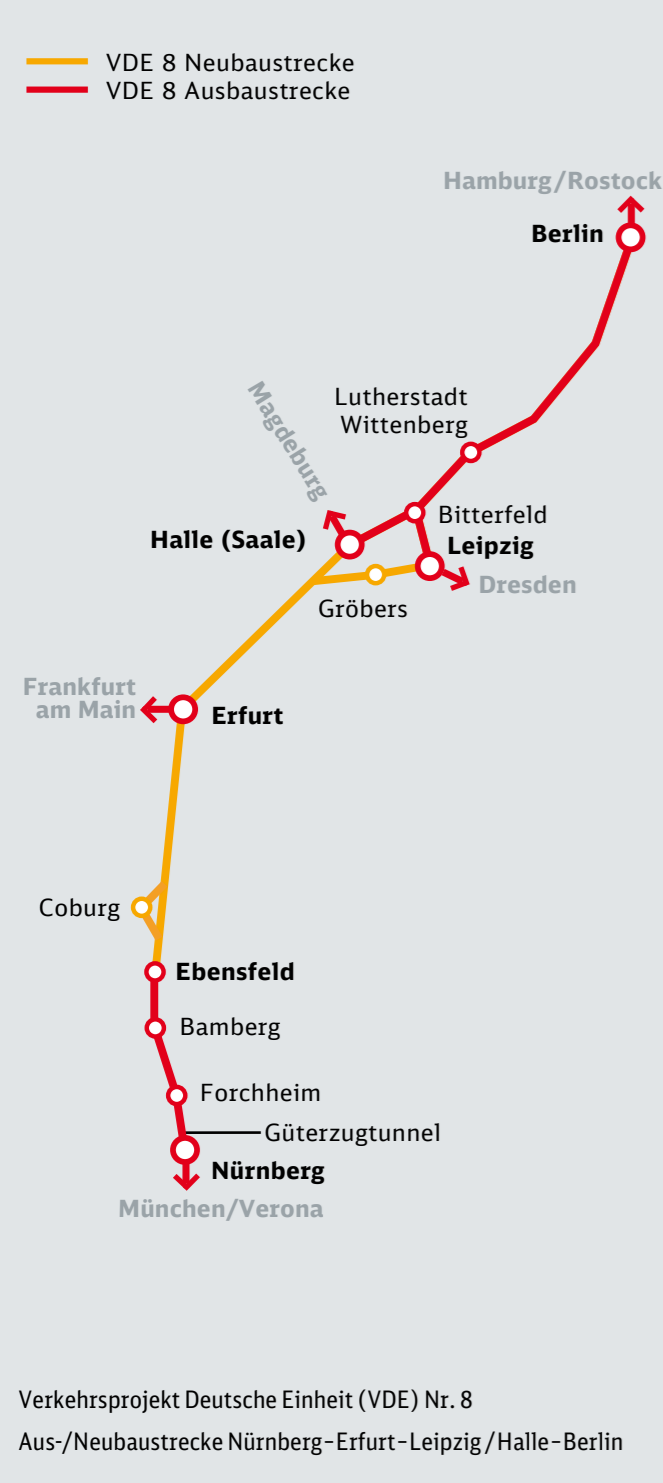 VDE 8 Neubaustrecke
VDE 8 Ausbaustrecke
Hamburg/Rostock
Berlin
Lutherstadt
Wittenberg
Magdeburg
Bitterfeld
Halle (Saale)
Leipzig
Dresden
Gröbers
Frankfurt
am Main
Erfurt
Coburg
Ebensfeld
Bamberg
Forchheim
Güterzugtunnel
Nürnberg
München/Verona
Verkehrsprojekt Deutsche Einheit (VDE) Nr. 8
Aus-/Neubaustrecke Nürnberg–Erfurt–Leipzig/Halle–Berlin